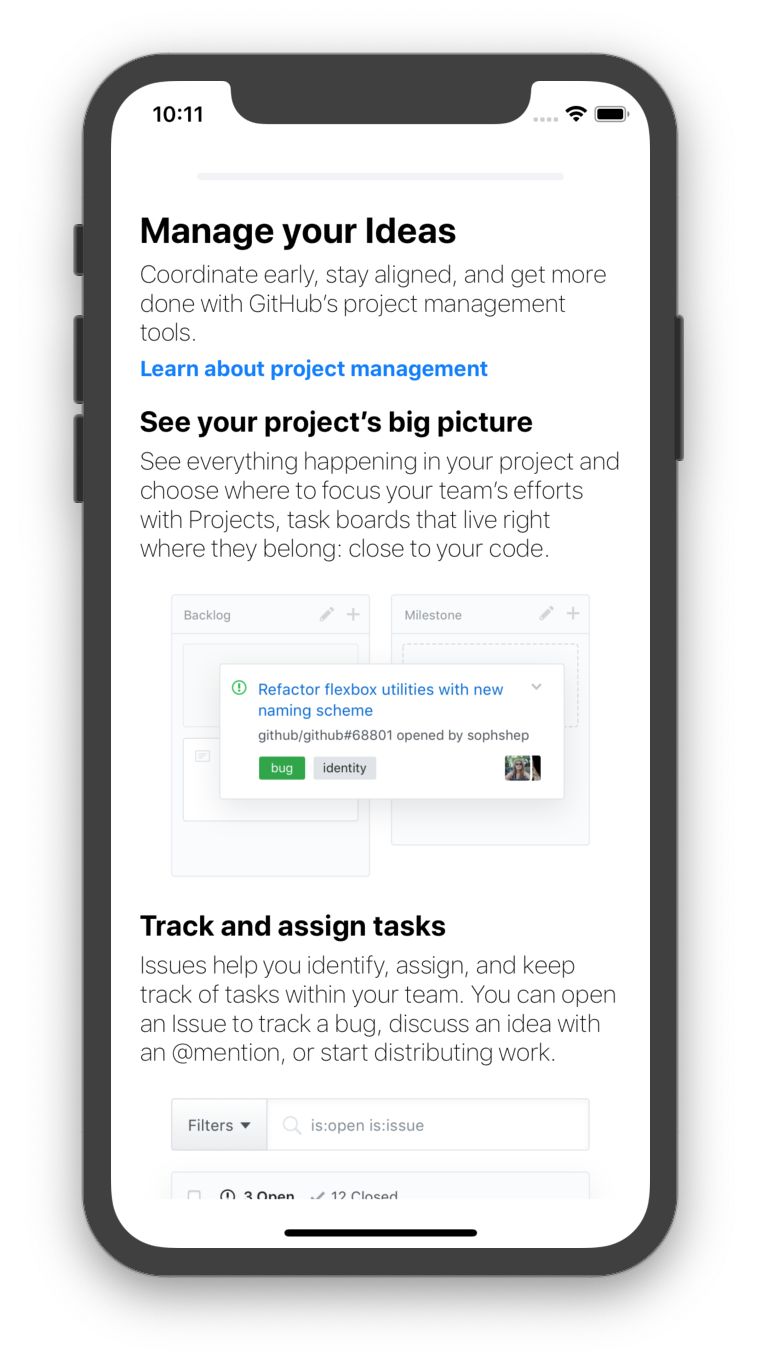 10:11
Manage your Ideas
Coordinate early, stay aligned, and get more
done with GitHub’s project management
tools.
Learn about project management
See your project’s big picture
See everything happening in your project and
choose where to focus your team’s efforts
with Projects, task boards that live right
where they belong: close to your code.
Backlog
Milestone
Refactor flexbox utilities with new
naming scheme
github/github#68801 opened by sophshep
bug identity
Track and assign tasks
Issues help you identify, assign, and keep
track of tasks within your team. You can open
an Issue to track a bug, discuss an idea with
an @mention, or start distributing work.
Filters is:open is:issue
3 Open 12 Closed